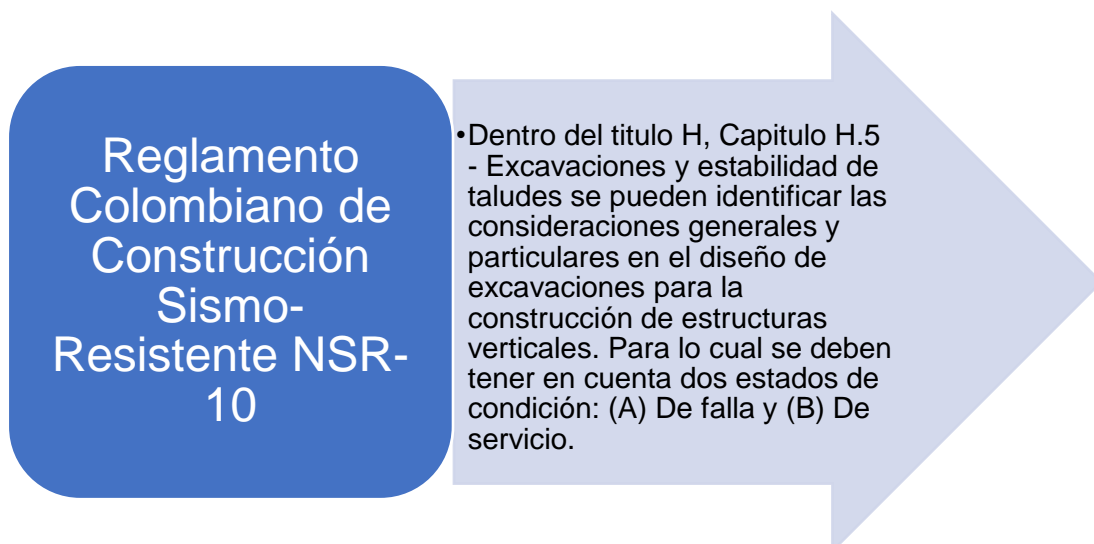 Reglamento
Colombiano de
Construcción
Sismo-
Resistente NSR-
10
•Dentro del titulo H, Capitulo H.5
- Excavaciones y estabilidad de
taludes se pueden identificar las
consideraciones generales y
particulares en el diseño de
excavaciones para la
construcción de estructuras
verticales. Para lo cual se deben
tener en cuenta dos estados de
condición: (A) De falla y (B) De
servicio.